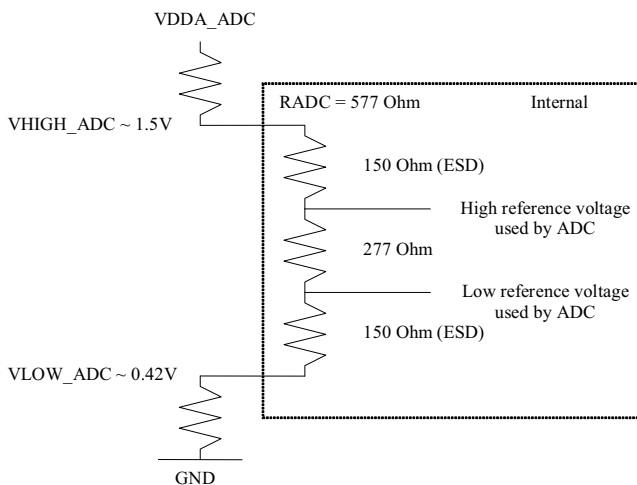 VDDA_ADC
RADC = 577 Ohm
Internal
VHIGH_ADC ~ 1.5V
150 Ohm (ESD)
High reference voltage
used by ADC
277 Ohm
Low reference voltage
used by ADC
150 Ohm (ESD)
VLOW_ADC ~ 0.42V
GND